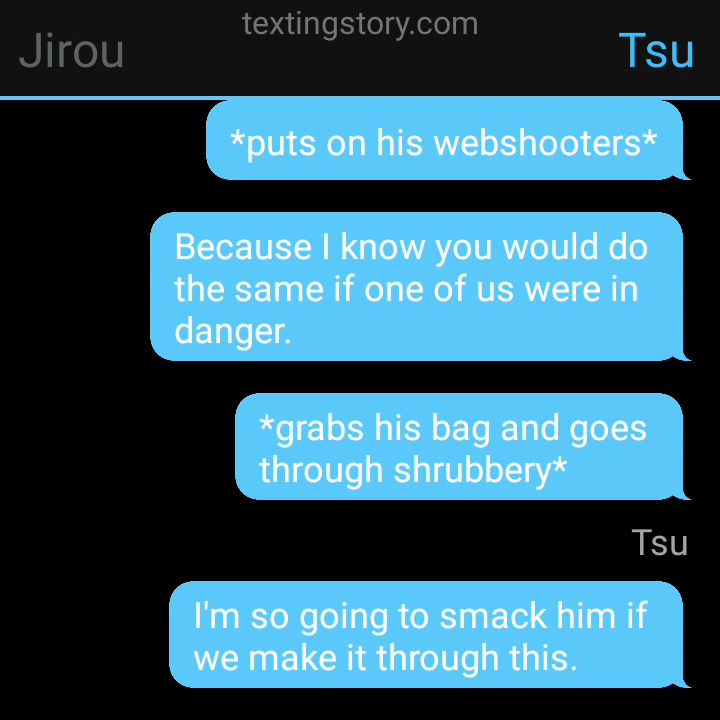 textingstory.com
Jirou
Tsu
*puts on his webshooters*
Because I know you would do
the same if one of us were in
danger.
*grabs his bag and goes
through shrubbery*
Tsu
I'm so going to smack him if
we make it through this.